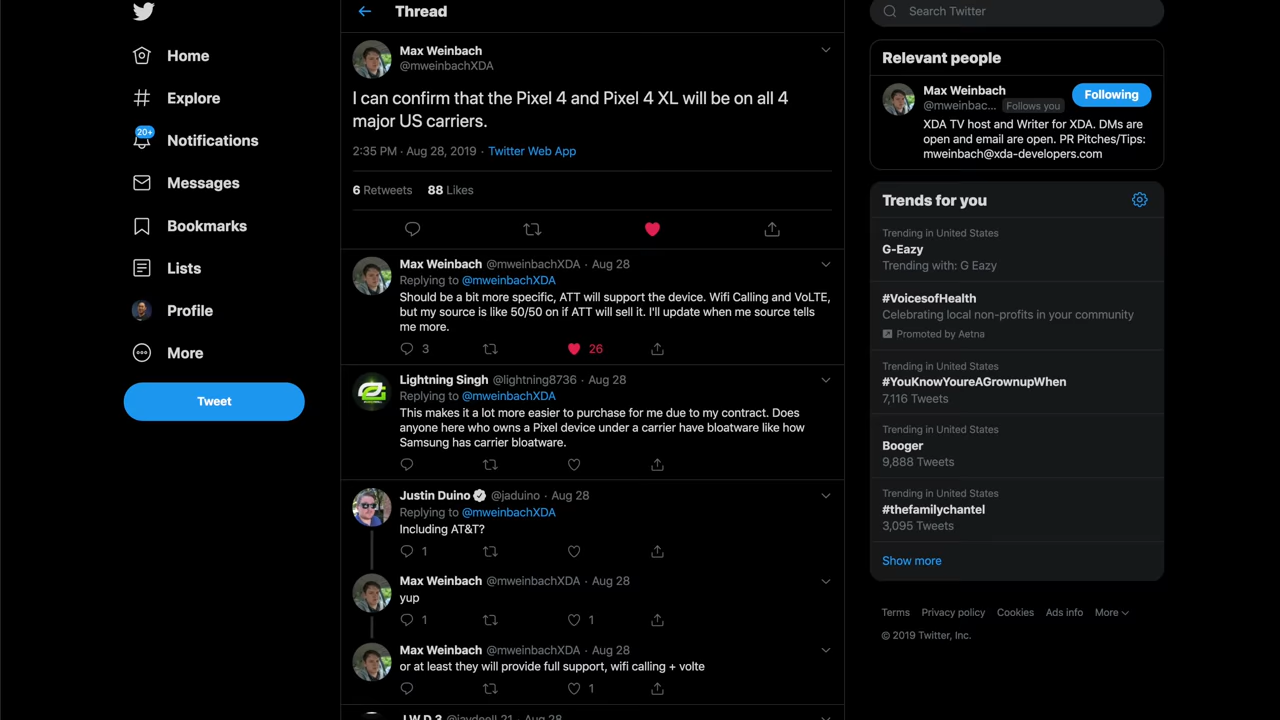 Home
Explore
20+
Notifications
Messages
Bookmarks
Lists
Profile
More
Tweet
Thread
Max Weinbach
@mweinbachXDA
I can confirm that the Pixel 4 and Pixel 4 XL will be on all 4
major US carriers.
2:35 PM · Aug 28, 2019 · Twitter Web App
6 Retweets 88 Likes
Max Weinbach @mweinbachXDA · Aug 28
Replying to @mweinbachXDA
Should be a bit more specific, ATT will support the device. Wifi Calling and VoLTE,
but my source is like 50/50 on if ATT will sell it. I'll update when me source tells
me more.
3 26
Lightning Singh @lightning8736 · Aug 28
Replying to @mweinbachXDA
This makes it a lot more easier to purchase for me due to my contract. Does
anyone here who owns a Pixel device under a carrier have bloatware like how
Samsung has carrier bloatware.
Justin Duino @jaduino · Aug 28
Replying to @mweinbachXDA
Including AT&T?
1
Max Weinbach @mweinbachXDA · Aug 28
yup
1 1
Max Weinbach @mweinbachXDA · Aug 28
or at least they will provide full support, wifi calling + volte
1
Aug 28
Search Twitter
Relevant people
Max Weinbach
@mweinbac... Follows you
Following
XDA TV host and Writer for XDA. DMs are
open and email are open. PR Pitches/Tips:
mweinbach@xda-developers.com
Trends for you
Trending in United States
G-Eazy
Trending with: G Eazy
#VoicesofHealth
Celebrating local non-profits in your community
Promoted by Aetna
Trending in United States
#YouKnowYoureAGrownupWhen
7,116 Tweets
Trending in United States
Booger
9,888 Tweets
Trending in United States
#thefamilychantel
3,095 Tweets
Show more
Terms Privacy policy Cookies Ads info More
© 2019 Twitter, Inc.